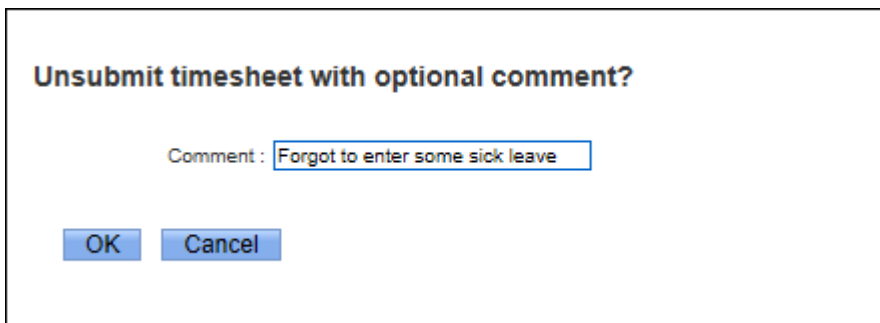 Unsubmit timesheet with optional comment?
Comment : Forgot to enter some sick leave
OK Cancel